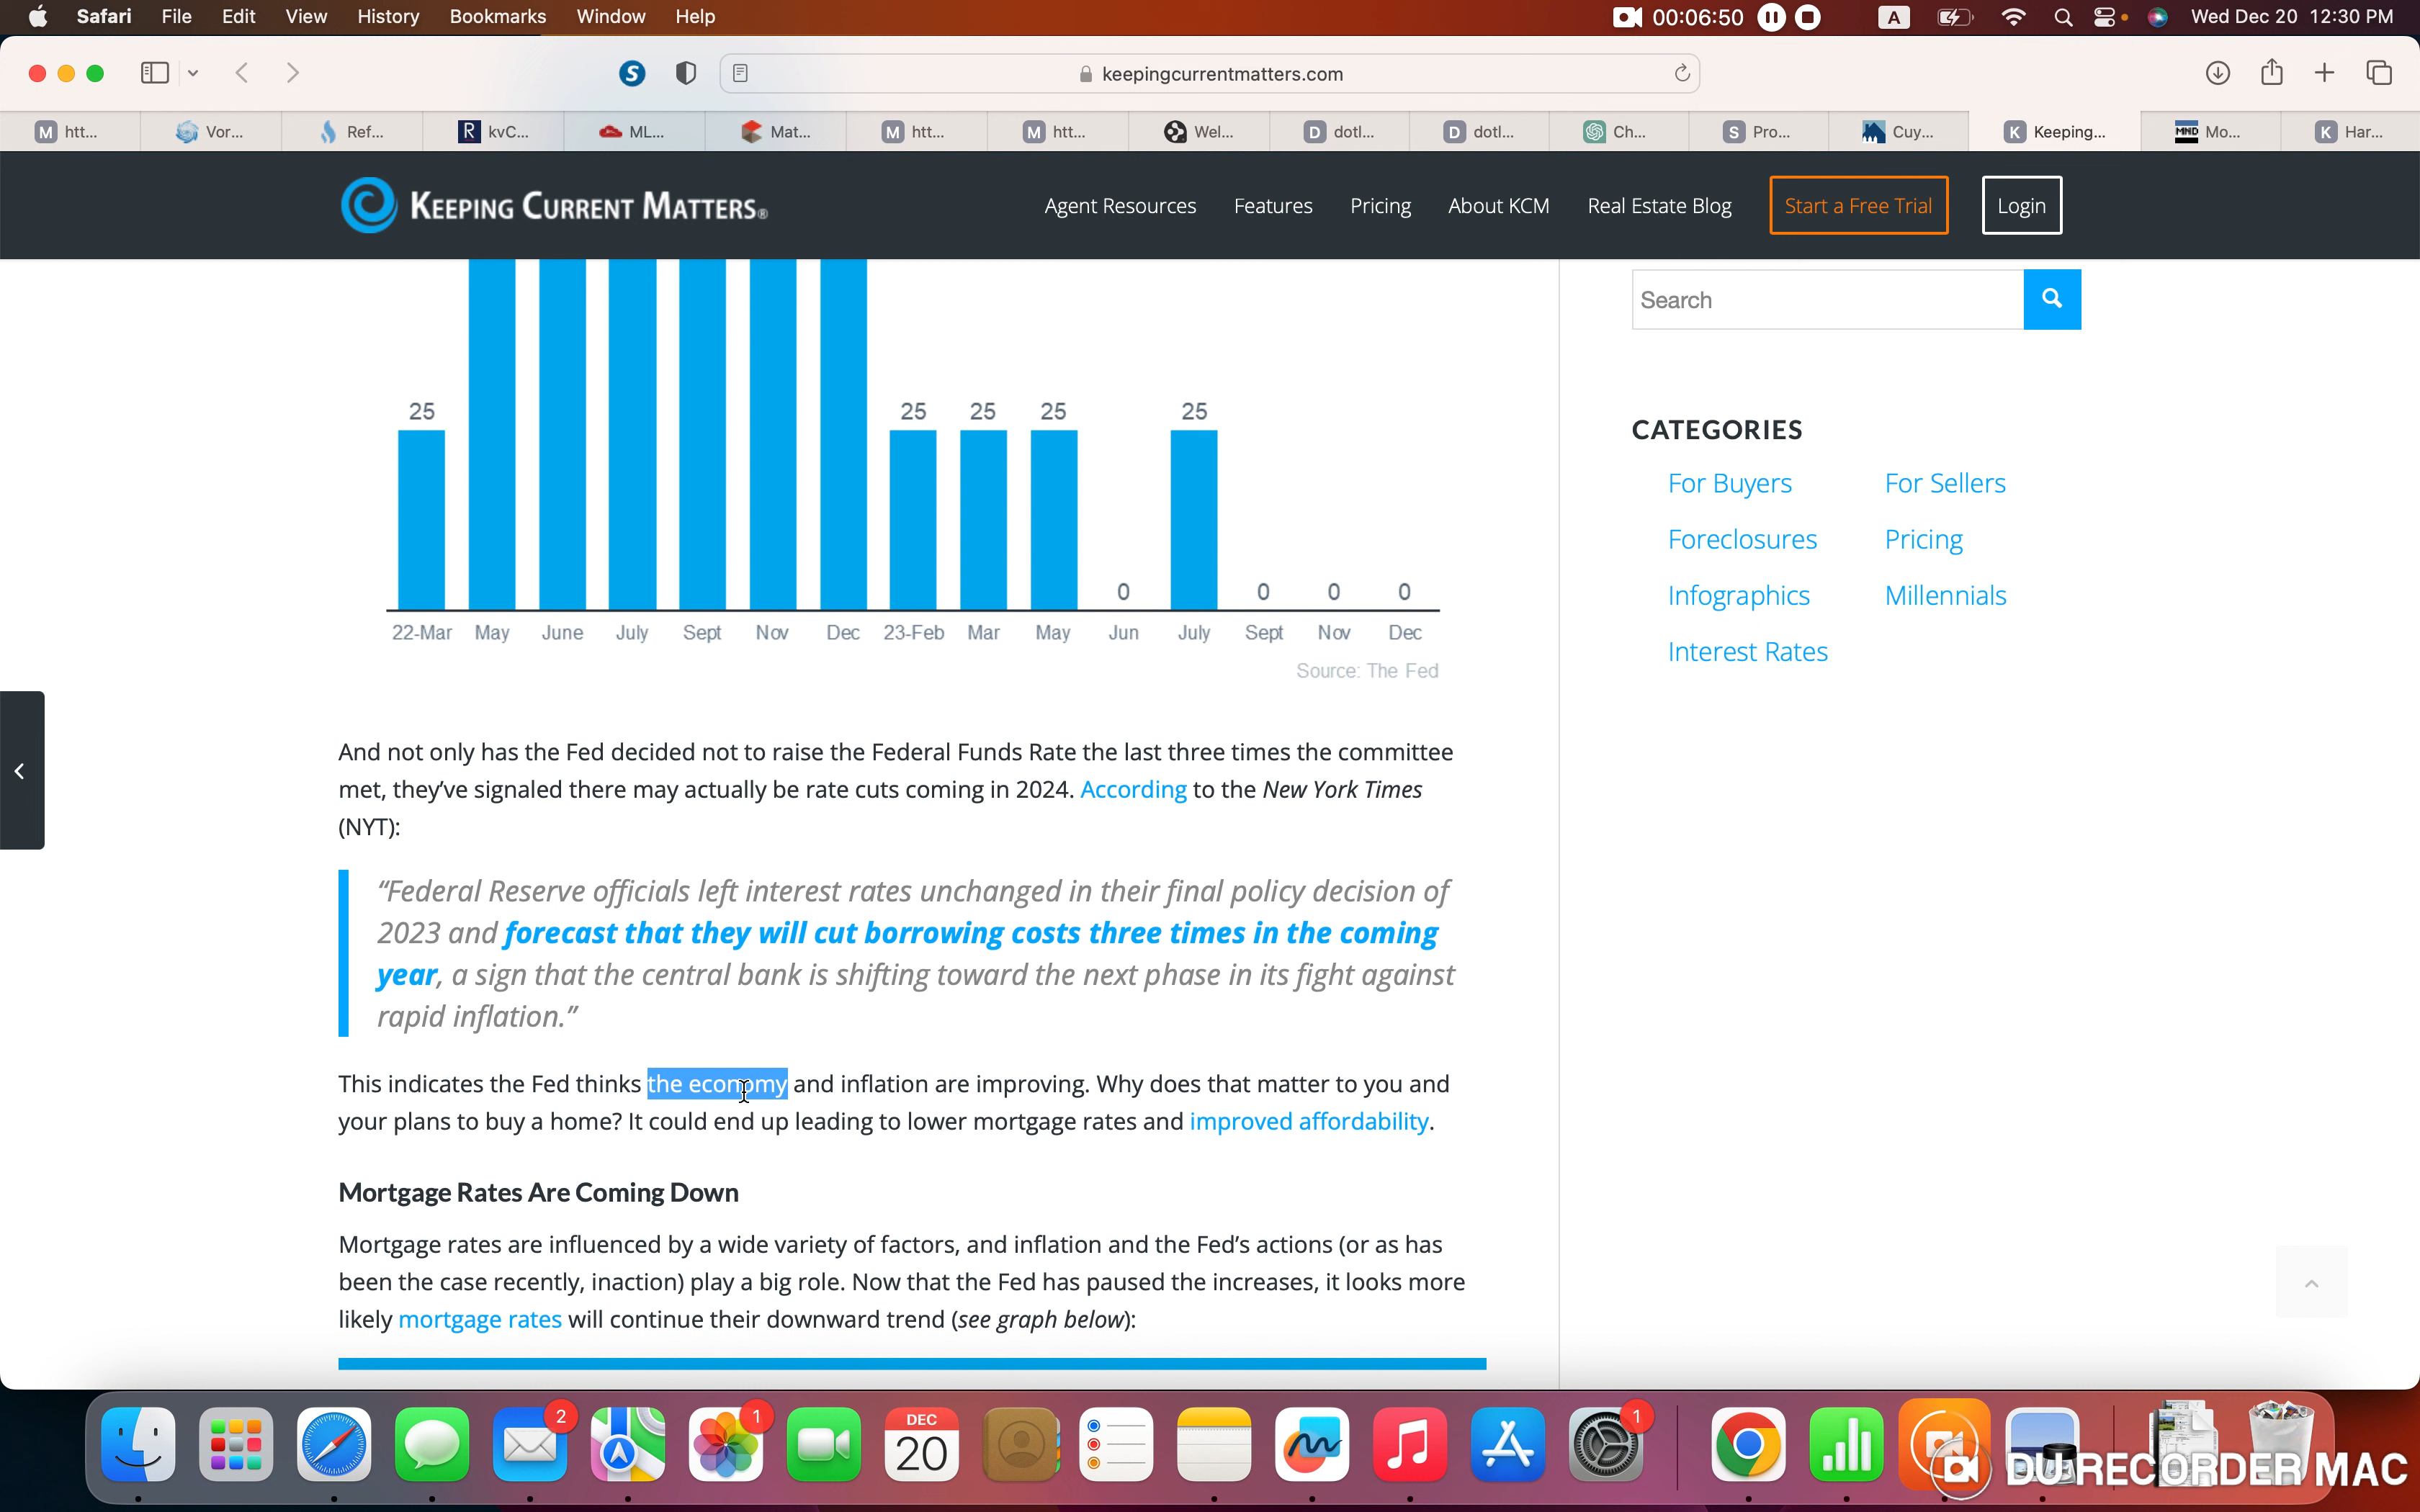 Safari File Edit View History Bookmarks Window Help 00:06:50 A Wed Dec 20 12:30 PM
S keepingcurrentmatters.com
M htt... Vor... Ref... R kvC... ML... Mat... M htt... M htt... Wel... D dotl... D dotl... Ch... S Pro... Cuy... K Keeping... MND Mo... K Har...
KEEPING CURRENT MATTERS® Agent Resources Features Pricing About KCM Real Estate Blog Start a Free Trial Login
25 25 25 25 25
0 0 0 0
22-Mar May June July Sept Nov Dec 23-Feb Mar May Jun July Sept Nov Dec
Source: The Fed
And not only has the Fed decided not to raise the Federal Funds Rate the last three times the committee
met, they've signaled there may actually be rate cuts coming in 2024. According to the New York Times
(NYT):
“Federal Reserve officials left interest rates unchanged in their final policy decision of
2023 and forecast that they will cut borrowing costs three times in the coming
year, a sign that the central bank is shifting toward the next phase in its fight against
rapid inflation.”
This indicates the Fed thinks the economy and inflation are improving. Why does that matter to you and
your plans to buy a home? It could end up leading to lower mortgage rates and improved affordability.
Mortgage Rates Are Coming Down
Mortgage rates are influenced by a wide variety of factors, and inflation and the Fed's actions (or as has
been the case recently, inaction) play a big role. Now that the Fed has paused the increases, it looks more
likely mortgage rates will continue their downward trend (see graph below):
Search
CATEGORIES
For Buyers For Sellers
Foreclosures Pricing
Infographics Millennials
Interest Rates
2 1 DEC 20 1
DU RECORDER MAC